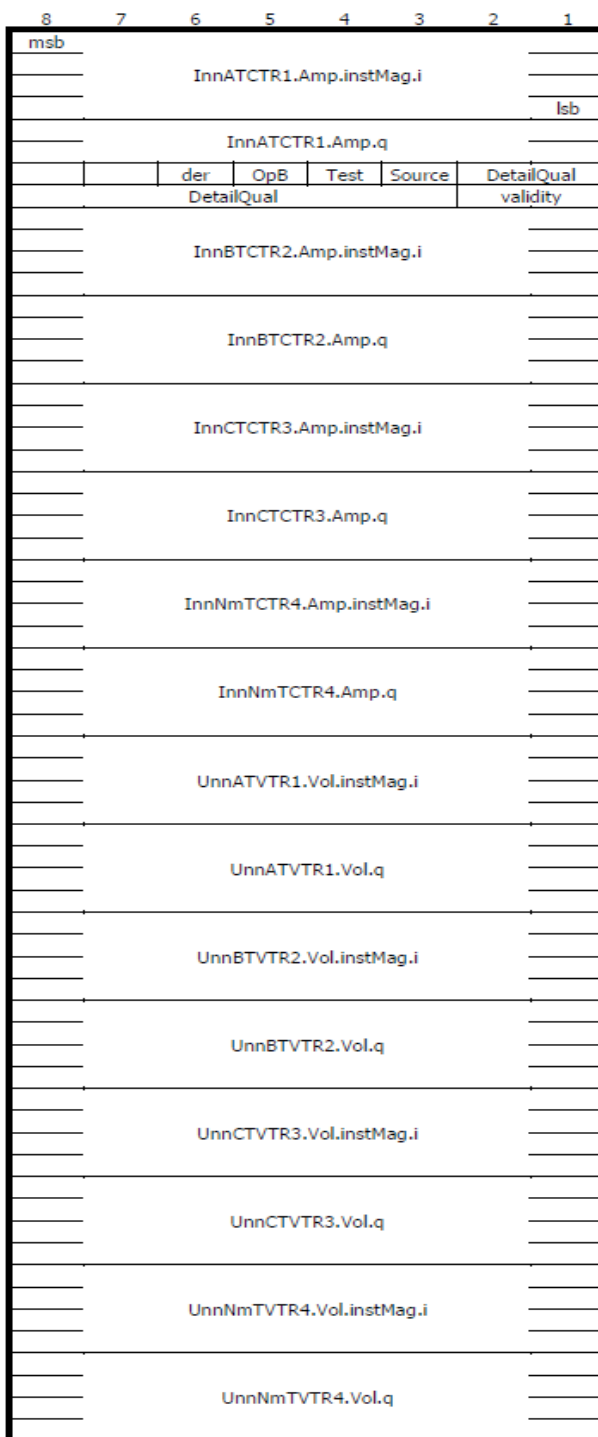 8 7 6 5 4 3 2 1
msb
InnATCTR1.Amp.instMag.i
lsb
InnATCTR1.Amp.q
der OpB Test Source DetailQual
DetailQual validity
InnBTCTR2.Amp.instMag.i
InnBTCTR2.Amp.q
InnCTCTR3.Amp.instMag.i
InnCTCTR3.Amp.q
InnNmTCTR4.Amp.instMag.i
InnNmTCTR4.Amp.q
UnnATVTR1.Vol.instMag.i
UnnATVTR1.Vol.q
UnnBTVTR2.Vol.instMag.i
UnnBTVTR2.Vol.q
UnnCTVTR3.Vol.instMag.i
UnnCTVTR3.Vol.q
UnnNmTVTR4.Vol.instMag.i
UnnNmTVTR4.Vol.q